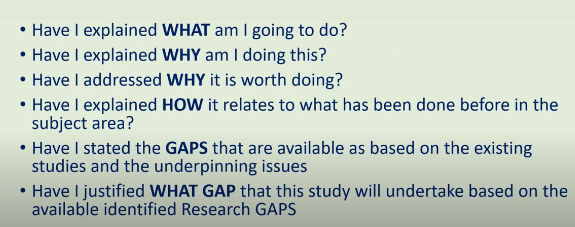 • Have I explained WHAT am I going to do?
• Have I explained WHY am I doing this?
• Have I addressed WHY it is worth doing?
• Have I explained HOW it relates to what has been done before in the
subject area?
• Have I stated the GAPS that are available as based on the existing
studies and the underpinning issues
• Have I justified WHAT GAP that this study will undertake based on the
available identified Research GAPS